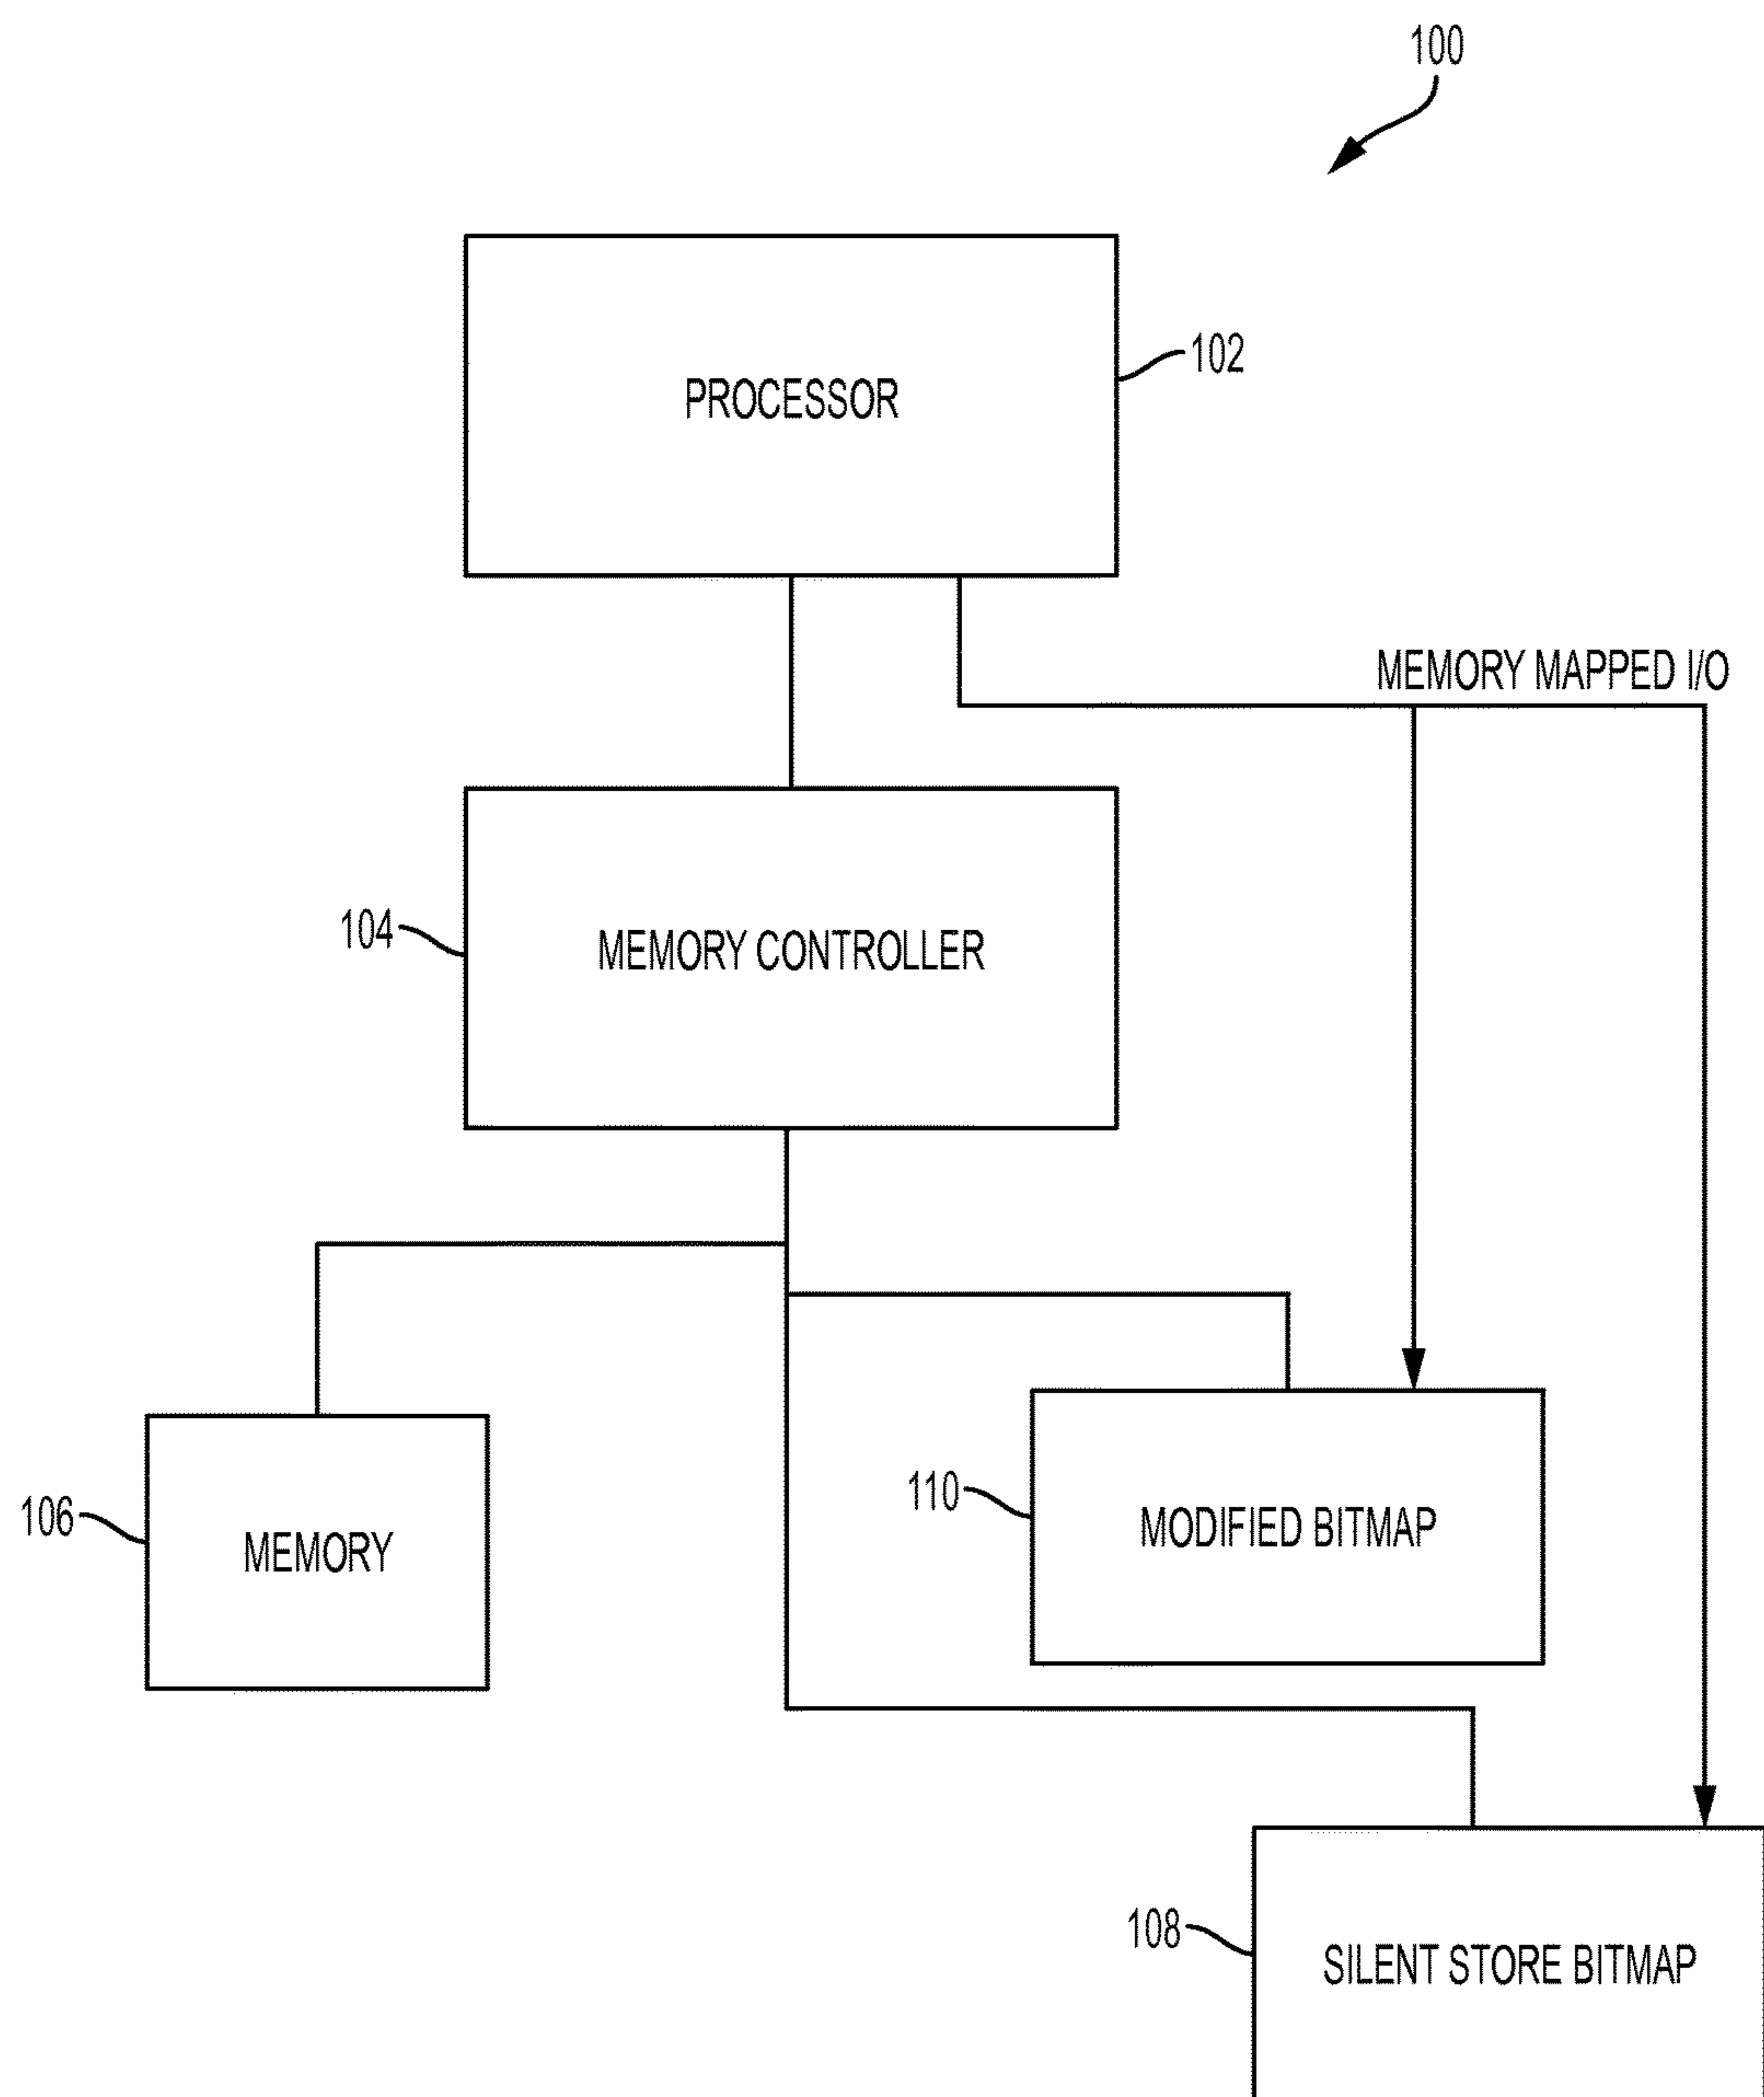 100
PROCESSOR
102
MEMORY MAPPED I/O
104
MEMORY CONTROLLER
110
MODIFIED BITMAP
106
MEMORY
108
SILENT STORE BITMAP